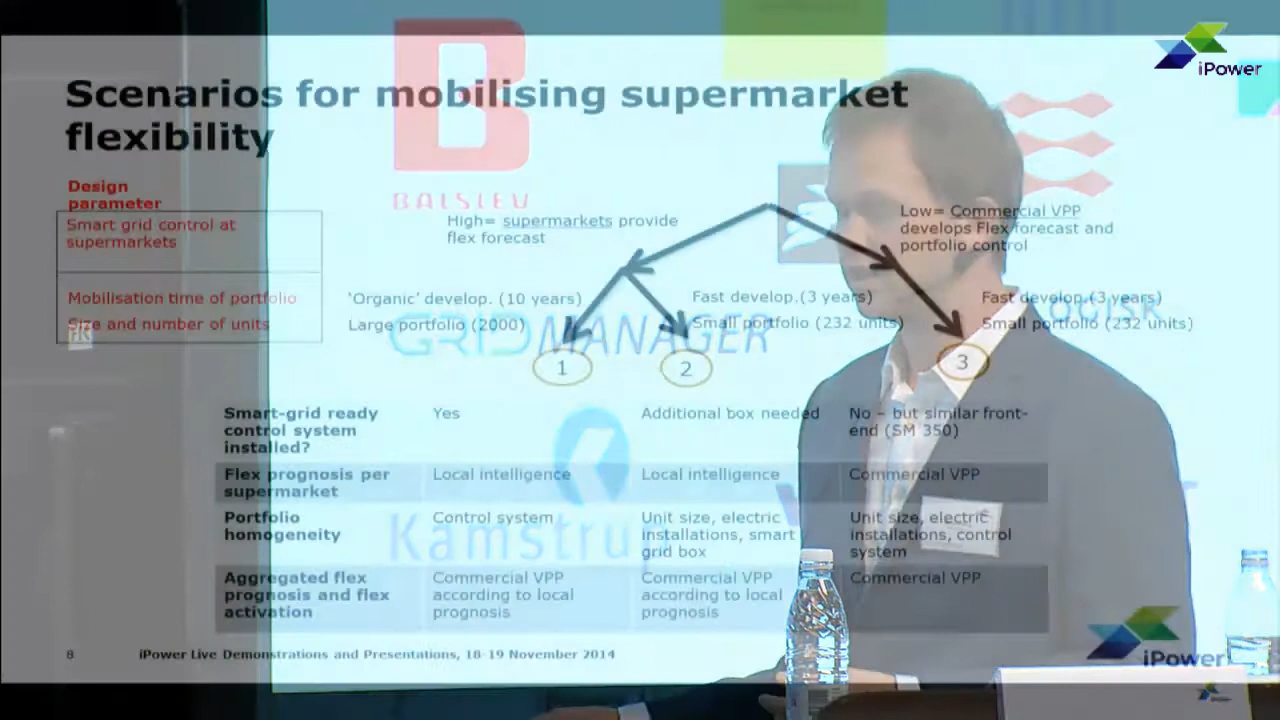 iPower
Scenarios for mobilising supermarket
flexibility
BALSLEV
Design
parameter
Smart grid control at
supermarkets
High= supermarkets provide
flex forecast
Low= Commercial VPP
develops Flex forecast and
portfolio control
Mobilisation time of portfolio
'Organic' develop. (10 years)
Fast develop.(3 years)
Fast develop.(3 years)
Size and number of units
Large portfolio (2000)
Small portfolio (232 units)
Small portfolio (232 units)
GRIDMANAGER
1
2
3
Smart-grid ready
control system
installed?
Yes
Additional box needed
No – but similar front-
end (SM 350)
Flex prognosis per
supermarket
Local intelligence
Local intelligence
Commercial VPP
Portfolio
homogeneity
Control system
Unit size, electric
installations, smart
grid box
Unit size, electric
installations, control
system
Kamstrup
Aggregated flex
prognosis and flex
activation
Commercial VPP
according to local
prognosis
Commercial VPP
according to local
prognosis
Commercial VPP
8
iPower Live Demonstrations and Presentations, 18-19 November 2014
iPower